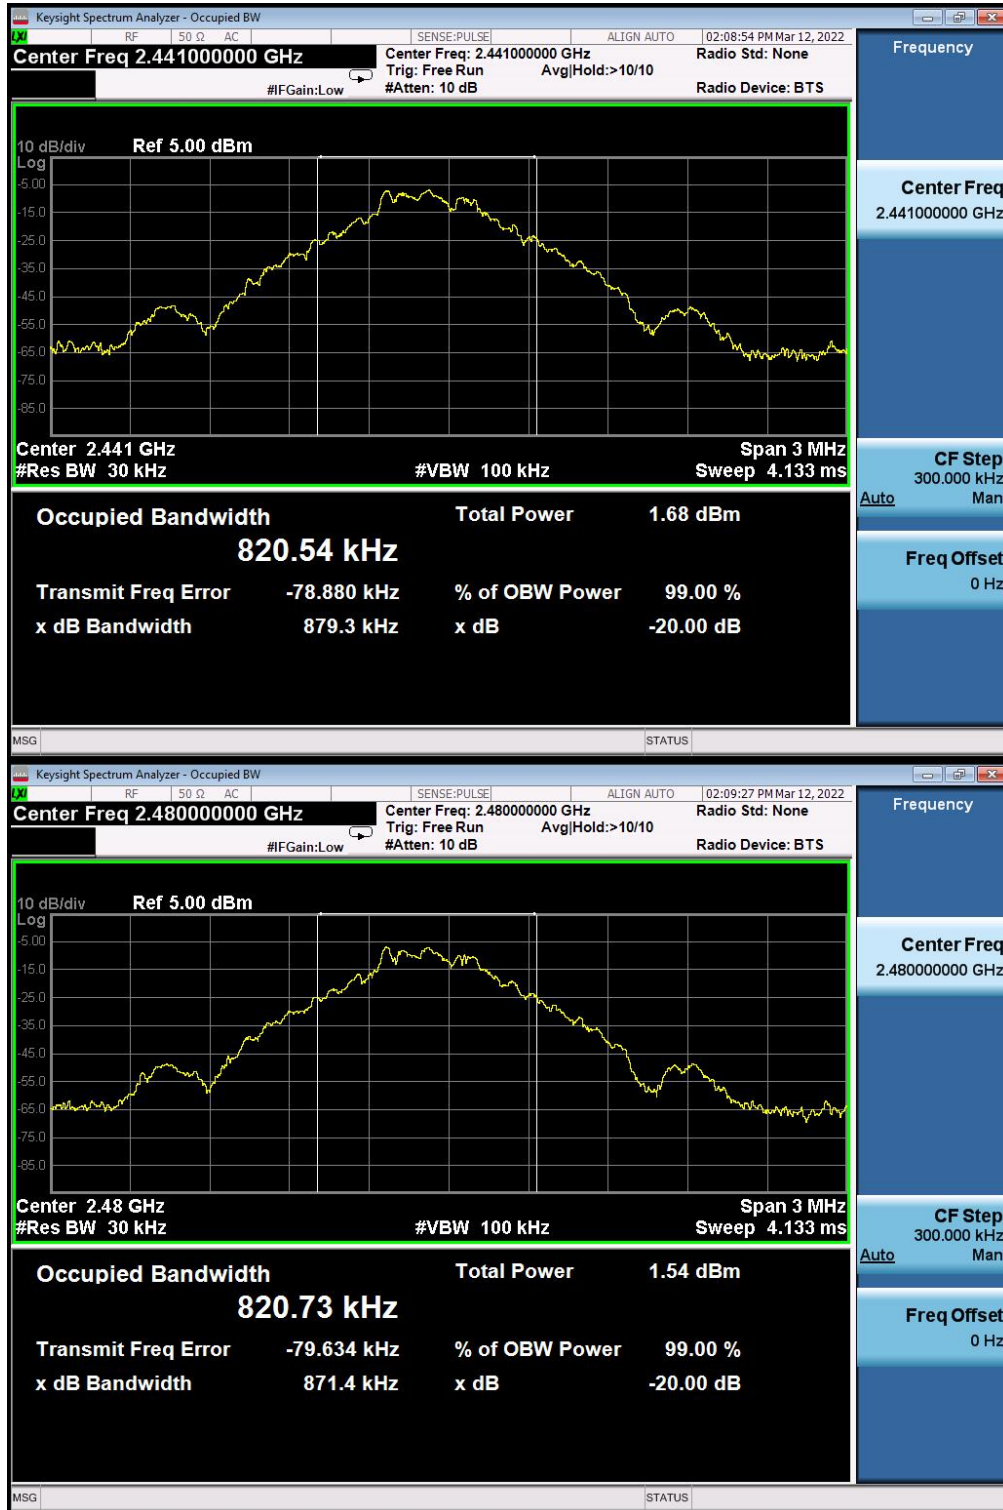 Keysight Spectrum Analyzer - Occupied BW
LXI RF 50 Ω AC SENSE:PULSE ALIGN AUTO 02:08:54 PM Mar 12, 2022
Center Freq 2.441000000 GHz Center Freq: 2.441000000 GHz Radio Std: None Frequency
Trig: Free Run Avg|Hold:>10/10
#IFGain:Low #Atten: 10 dB Radio Device: BTS
10 dB/div Ref 5.00 dBm
Log
-5.00
Center Freq
-15.0
2.441000000 GHz
-25.0
-35.0
-45.0
-55.0
-65.0
-75.0
-85.0
Center 2.441 GHz Span 3 MHz
#Res BW 30 kHz #VBW 100 kHz Sweep 4.133 ms
CF Step
300.000 kHz
Auto Man
Occupied Bandwidth Total Power 1.68 dBm
820.54 kHz
Freq Offset
0 Hz
Transmit Freq Error -78.880 kHz % of OBW Power 99.00 %
x dB Bandwidth 879.3 kHz x dB -20.00 dB
MSG STATUS
Keysight Spectrum Analyzer - Occupied BW
LXI RF 50 Ω AC SENSE:PULSE ALIGN AUTO 02:09:27 PM Mar 12, 2022
Center Freq 2.480000000 GHz Center Freq: 2.480000000 GHz Radio Std: None Frequency
Trig: Free Run Avg|Hold:>10/10
#IFGain:Low #Atten: 10 dB Radio Device: BTS
10 dB/div Ref 5.00 dBm
Log
-5.00
Center Freq
-15.0
2.480000000 GHz
-25.0
-35.0
-45.0
-55.0
-65.0
-75.0
-85.0
Center 2.48 GHz Span 3 MHz
#Res BW 30 kHz #VBW 100 kHz Sweep 4.133 ms
CF Step
300.000 kHz
Auto Man
Occupied Bandwidth Total Power 1.54 dBm
820.73 kHz
Freq Offset
0 Hz
Transmit Freq Error -79.634 kHz % of OBW Power 99.00 %
x dB Bandwidth 871.4 kHz x dB -20.00 dB
MSG STATUS